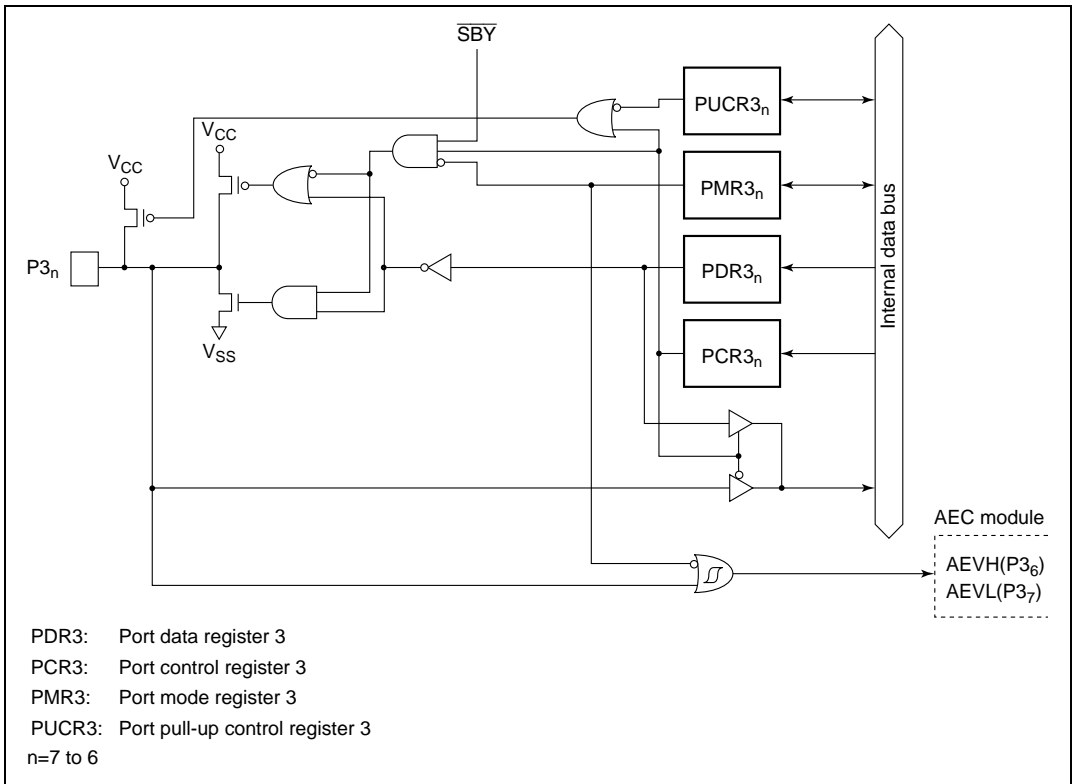 SBY
PUCR3n
VCC
VCC
PMR3n
P3n
PDR3n
Internal data bus
VSS
PCR3n
AEC module
AEVH(P36)
AEVL(P37)
PDR3: Port data register 3
PCR3: Port control register 3
PMR3: Port mode register 3
PUCR3: Port pull-up control register 3
n=7 to 6